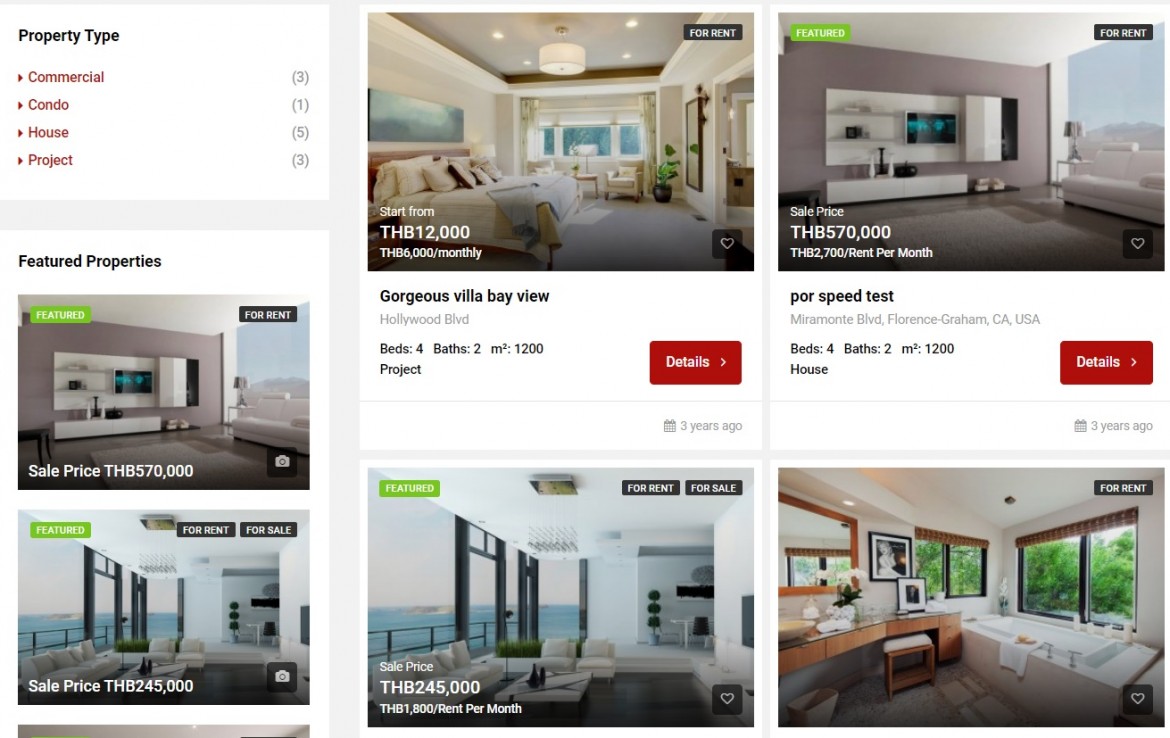 Property Type
Commercial (3)
Condo (1)
House (5)
Project (3)
Featured Properties
FEATURED FOR RENT
Sale Price THB570,000
FEATURED FOR RENT FOR SALE
Sale Price THB245,000
FOR RENT
Start from
THB12,000
THB6,000/monthly
Gorgeous villa bay view
Hollywood Blvd
Beds: 4 Baths: 2 m²: 1200
Project
Details
3 years ago
FEATURED FOR RENT
Sale Price
THB570,000
THB2,700/Rent Per Month
por speed test
Miramonte Blvd, Florence-Graham, CA, USA
Beds: 4 Baths: 2 m²: 1200
House
Details
3 years ago
FEATURED FOR RENT FOR SALE
Sale Price
THB245,000
THB1,800/Rent Per Month
FOR RENT